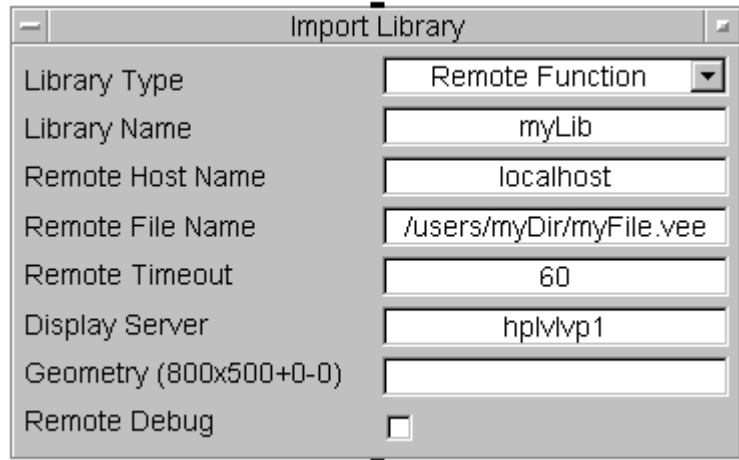 Import Library
Library Type Remote Function
Library Name myLib
Remote Host Name localhost
Remote File Name /users/myDir/myFile.vee
Remote Timeout 60
Display Server hplvlvp1
Geometry (800x500+0-0)
Remote Debug